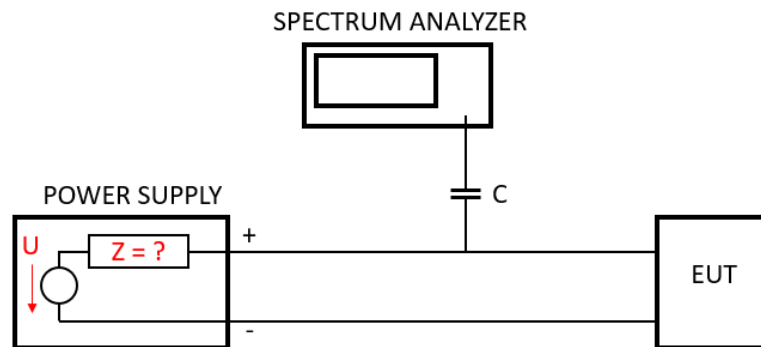 SPECTRUM ANALYZER
C
POWER SUPPLY
U
Z = ?
+
-
EUT